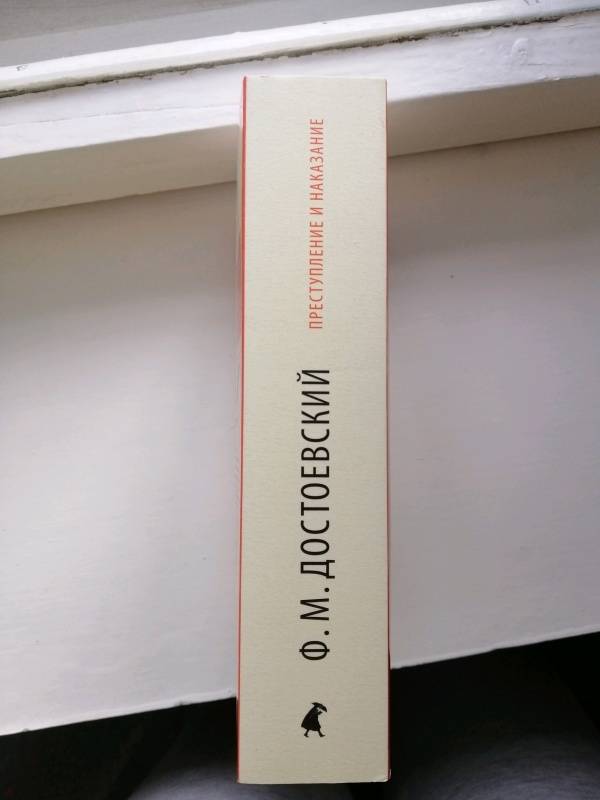 Ф. М. ДОСТОЕВСКИЙ
ПРЕСТУПЛЕНИЕ И НАКАЗАНИЕ